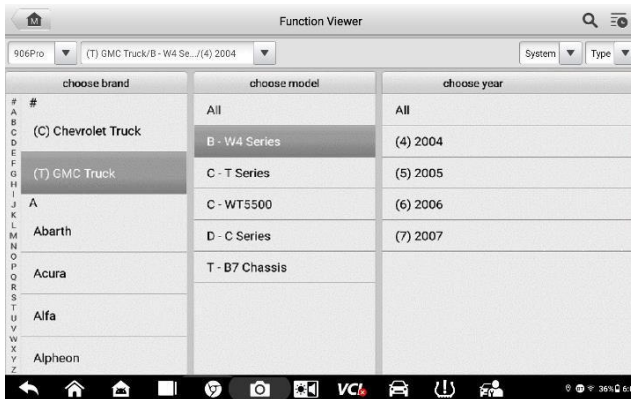 M
Function Viewer
906Pro
(T) GMC Truck/B - W4 Se.../(4) 2004
System
Type
choose brand
choose model
choose year
#
A
B
C
D
E
F
G
H
I
J
K
L
M
N
O
P
Q
R
S
T
U
V
W
X
Y
Z
#
(C) Chevrolet Truck
(T) GMC Truck
A
Abarth
Acura
Alfa
Alpheon
All
B - W4 Series
C - T Series
C - WT5500
D - C Series
T - B7 Chassis
All
(4) 2004
(5) 2005
(6) 2006
(7) 2007
VCI
36%